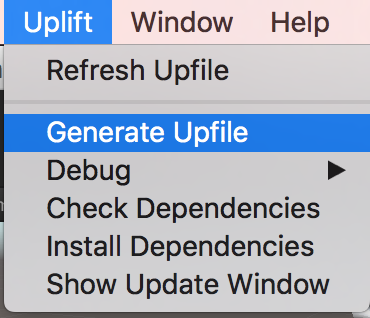 Uplift Window Help
Refresh Upfile
Generate Upfile
Debug
Check Dependencies
Install Dependencies
Show Update Window